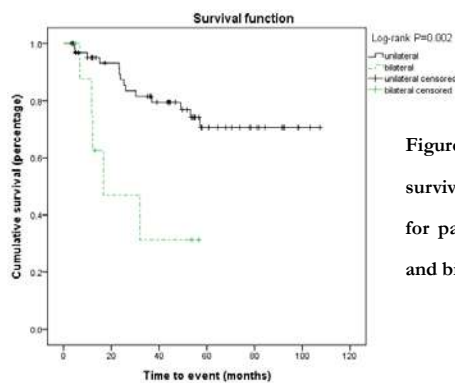 Survival function
Log-rank P=0.002
unilateral
bilateral
unilateral censored
bilateral censored
Cumulative survival (percentage)
1.0
0.8
0.6
0.4
0.2
0.0
0 20 40 60 80 100 120
Time to event (months)
Figure
survival
for pa
and bi